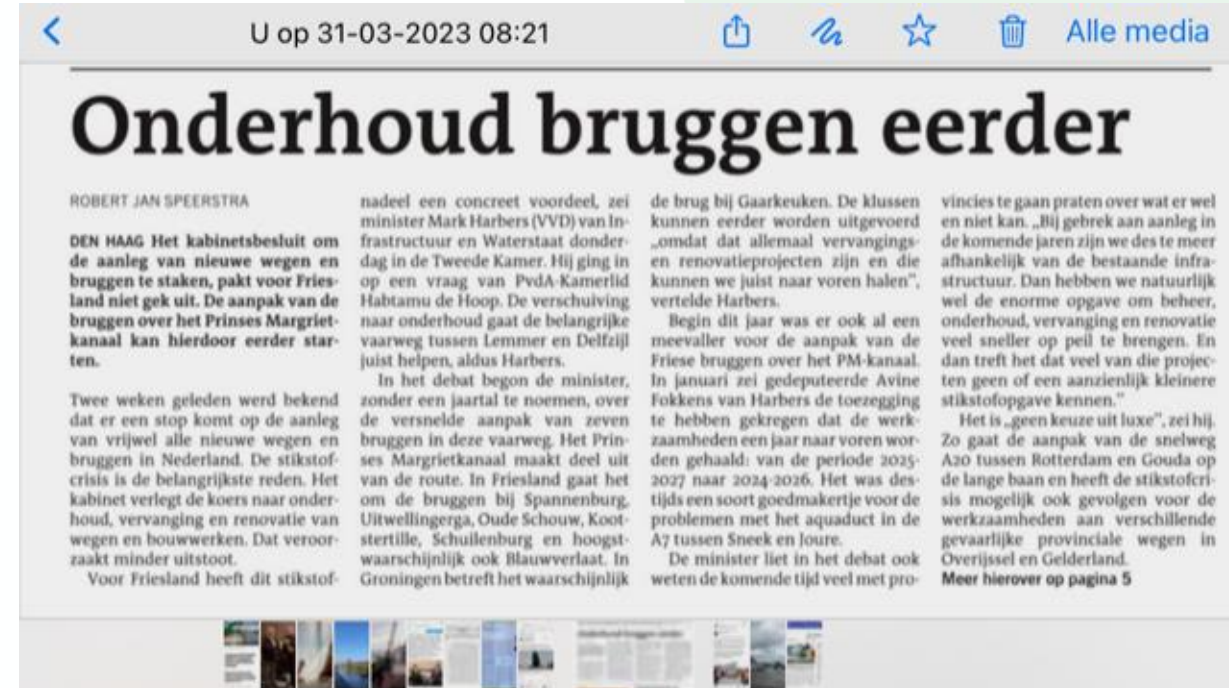 U op 31-03-2023 08:21
Alle media
Onderhoud bruggen eerder
ROBERT JAN SPEERSTRA
DEN HAAG Het kabinetsbesluit om
de aanleg van nieuwe wegen en
bruggen te staken, pakt voor Fries-
land niet gek uit. De aanpak van de
bruggen over het Prinses Margriet-
kanaal kan hierdoor eerder star-
ten.
Twee weken geleden werd bekend
dat er een stop komt op de aanleg
van vrijwel alle nieuwe wegen en
bruggen in Nederland. De stikstof-
crisis is de belangrijkste reden. Het
kabinet verlegt de koers naar onder-
houd, vervanging en renovatie van
wegen en bouwwerken. Dat veroor-
zaakt minder uitstoot.
Voor Friesland heeft dit stikstof-
nadeel een concreet voordeel, zei
minister Mark Harbers (VVD) van In-
frastructuur en Waterstaat donder-
dag in de Tweede Kamer. Hij ging in
op een vraag van PvdA-Kamerlid
Habtamu de Hoop. De verschuiving
naar onderhoud gaat de belangrijke
vaarweg tussen Lemmer en Delfzijl
juist helpen, aldus Harbers.
In het debat begon de minister,
zonder een jaartal te noemen, over
de versnelde aanpak van zeven
bruggen in deze vaarweg. Het Prin-
ses Margrietkanaal maakt deel uit
van de route. In Friesland gaat het
om de bruggen bij Spannenburg,
Uitwellingerga, Oude Schouw, Koot-
stertille, Schuilenburg en hoogst-
waarschijnlijk ook Blauwverlaat. In
Groningen betreft het waarschijnlijk
de brug bij Gaarkeuken. De klussen
kunnen eerder worden uitgevoerd
„omdat dat allemaal vervangings-
en renovatieprojecten zijn en die
kunnen we juist naar voren halen”,
vertelde Harbers.
Begin dit jaar was er ook al een
meevaller voor de aanpak van de
Friese bruggen over het PM-kanaal.
In januari zei gedeputeerde Avine
Fokkens van Harbers de toezegging
te hebben gekregen dat de werk-
zaamheden een jaar naar voren wor-
den gehaald: van de periode 2025-
2027 naar 2024-2026. Het was des-
tijds een soort goedmakertje voor de
problemen met het aquaduct in de
A7 tussen Sneek en Joure.
De minister liet in het debat ook
weten de komende tijd veel met pro-
vincies te gaan praten over wat er wel
en niet kan. „Bij gebrek aan aanleg in
de komende jaren zijn we des te meer
afhankelijk van de bestaande infra-
structuur. Dan hebben we natuurlijk
wel de enorme opgave om beheer,
onderhoud, vervanging en renovatie
veel sneller op peil te brengen. En
dan treft het dat veel van die projec-
ten geen of een aanzienlijk kleinere
stikstofopgave kennen.”
Het is „geen keuze uit luxe”, zei hij.
Zo gaat de aanpak van de snelweg
A20 tussen Rotterdam en Gouda op
de lange baan en heeft de stikstofcri-
sis mogelijk ook gevolgen voor de
werkzaamheden aan verschillende
gevaarlijke provinciale wegen in
Overijssel en Gelderland.
Meer hierover op pagina 5